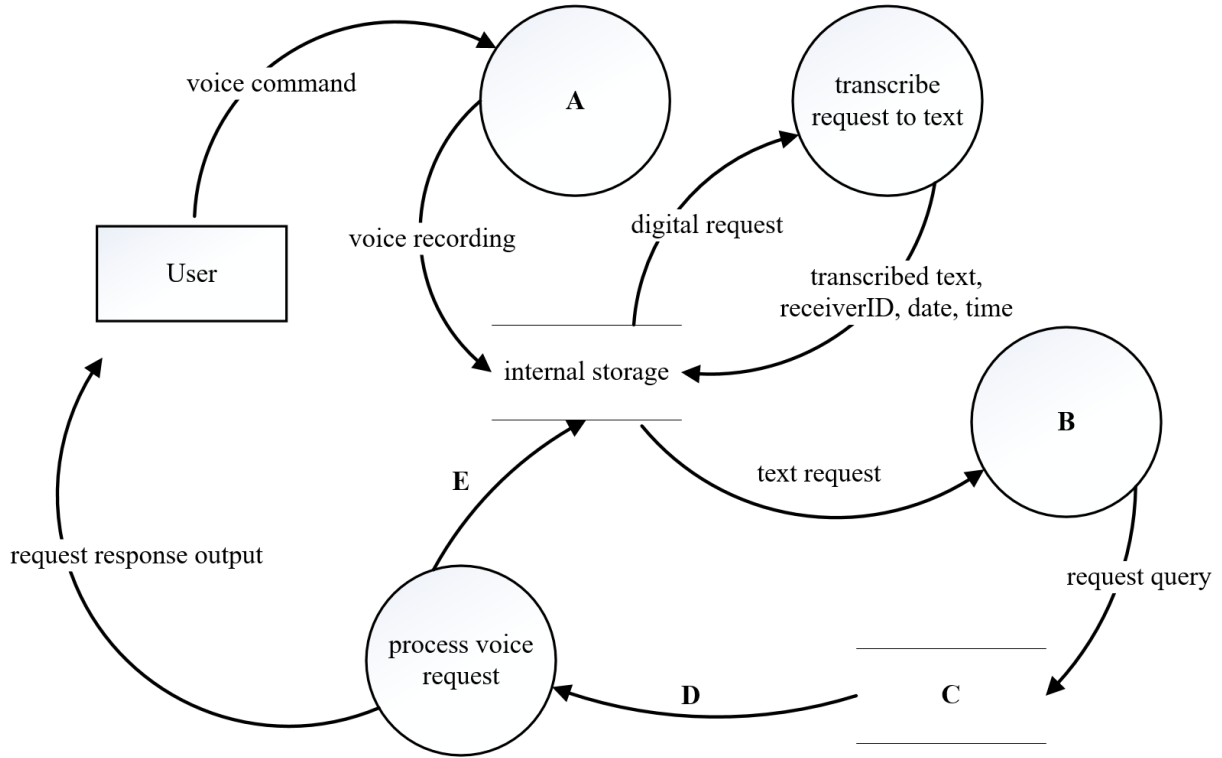 voice command
A
transcribe
request to text
voice recording
digital request
User
transcribed text,
receiverID, date, time
internal storage
B
E
text request
request response output
request query
process voice
request
D
C